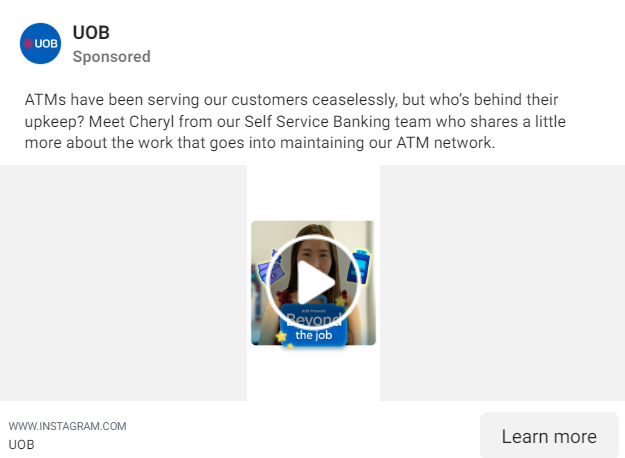 UOB
UOB
Sponsored
ATMs have been serving our customers ceaselessly, but who's behind their
upkeep? Meet Cheryl from our Self Service Banking team who shares a little
more about the work that goes into maintaining our ATM network.
UOB Presents
Beyond
the job
WWW.INSTAGRAM.COM
UOB
Learn more